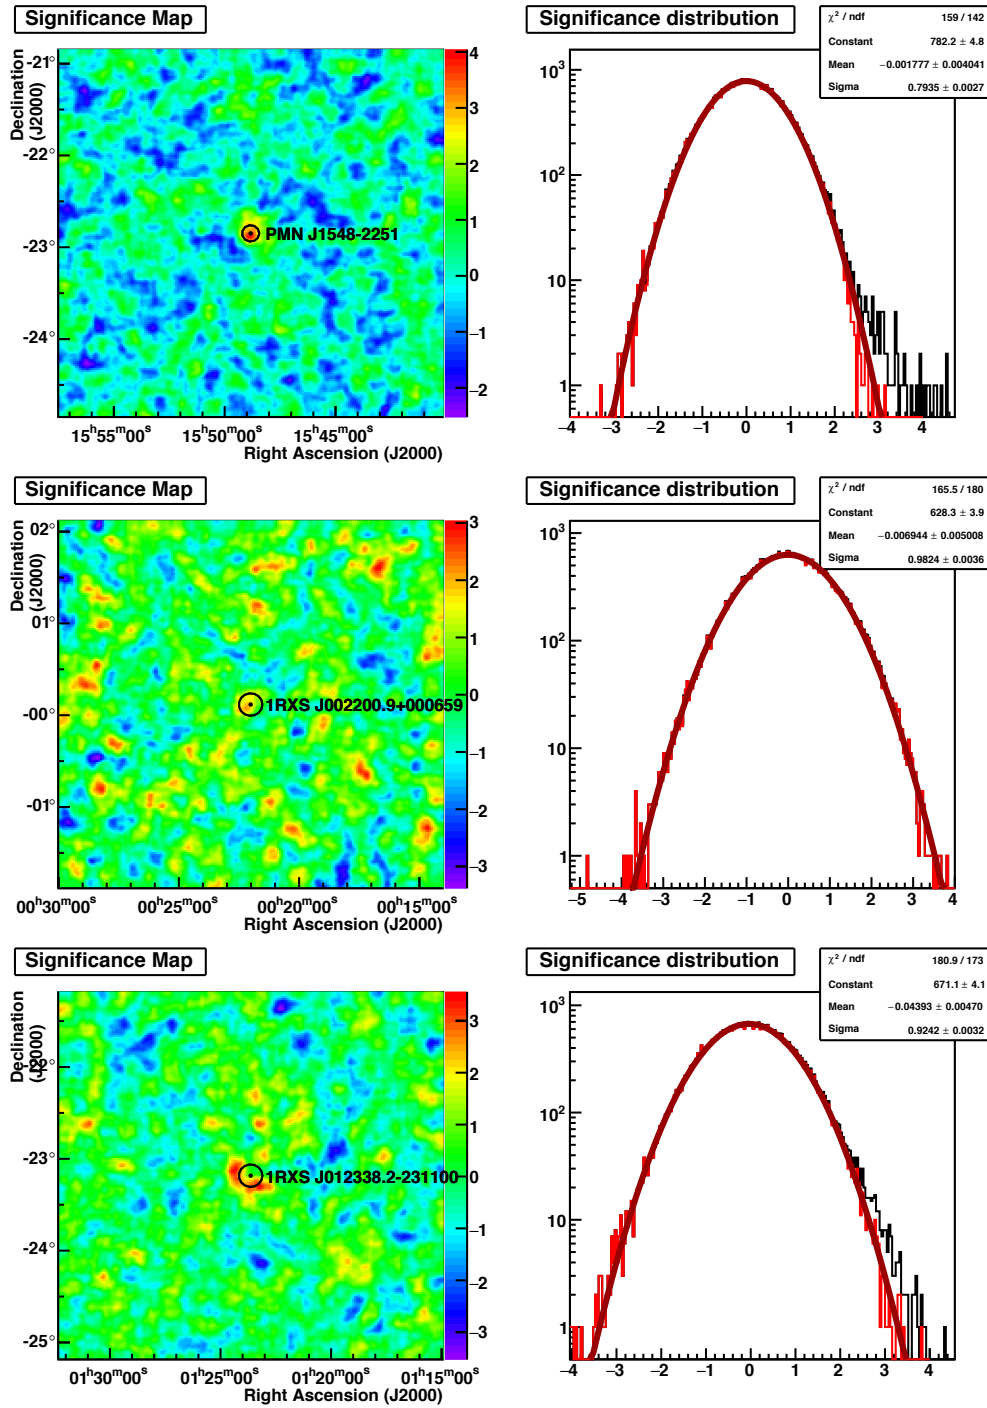 Significance Map
Declination
(J2000)
-21°
-22°
-23°
-24°
PMN J1548-2251
4
3
2
1
0
−1
−2
15ʰ55ᵐ00ˢ 15ʰ50ᵐ00ˢ 15ʰ45ᵐ00ˢ
Right Ascension (J2000)
Significance distribution
χ² / ndf 159 / 142
Constant 782.2 ± 4.8
Mean −0.001777 ± 0.004041
Sigma 0.7935 ± 0.0027
10³
10²
10
1
−4 −3 −2 −1 0 1 2 3 4
Significance Map
Declination
(J2000)
02°
01°
-00°
-01°
1RXS J002200.9+000659
3
2
1
0
−1
−2
−3
00ʰ30ᵐ00ˢ 00ʰ25ᵐ00ˢ 00ʰ20ᵐ00ˢ 00ʰ15ᵐ00ˢ
Right Ascension (J2000)
Significance distribution
χ² / ndf 165.5 / 180
Constant 628.3 ± 3.9
Mean −0.006944 ± 0.005008
Sigma 0.9824 ± 0.0036
10³
10²
10
1
−5 −4 −3 −2 −1 0 1 2 3 4
Significance Map
Declination
(J2000)
-22°
-23°
-24°
-25°
1RXS J012338.2-231100
3
2
1
0
−1
−2
−3
01ʰ30ᵐ00ˢ 01ʰ25ᵐ00ˢ 01ʰ20ᵐ00ˢ 01ʰ15ᵐ00ˢ
Right Ascension (J2000)
Significance distribution
χ² / ndf 180.9 / 173
Constant 671.1 ± 4.1
Mean −0.04393 ± 0.00470
Sigma 0.9242 ± 0.0032
10³
10²
10
1
−4 −3 −2 −1 0 1 2 3 4